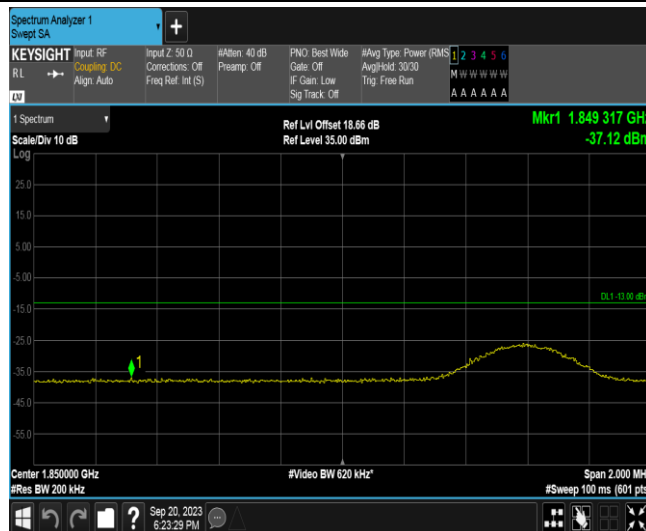 Spectrum Analyzer 1
Swept SA
KEYSIGHT
RL
LXI
Input: RF
Coupling: DC
Align: Auto
Input Z: 50 Ω
Corrections: Off
Freq Ref: Int (S)
#Atten: 40 dB
Preamp: Off
PNO: Best Wide
Gate: Off
IF Gain: Low
Sig Track: Off
#Avg Type: Power (RMS
Avg|Hold: 30/30
Trig: Free Run
1 2 3 4 5 6
M W W W W W
A A A A A A
1 Spectrum
Scale/Div 10 dB
Log
Ref Lvl Offset 18.66 dB
Ref Level 35.00 dBm
Mkr1 1.849 317 GHz
-37.12 dBm
25.0
15.0
5.00
-5.00
-15.0
-25.0
-35.0
-45.0
-55.0
DL1 -13.00 dBm
1
Center 1.850000 GHz
#Res BW 200 kHz
#Video BW 620 kHz*
Span 2.000 MH
#Sweep 100 ms (601 pts
?
Sep 20, 2023
6:23:29 PM